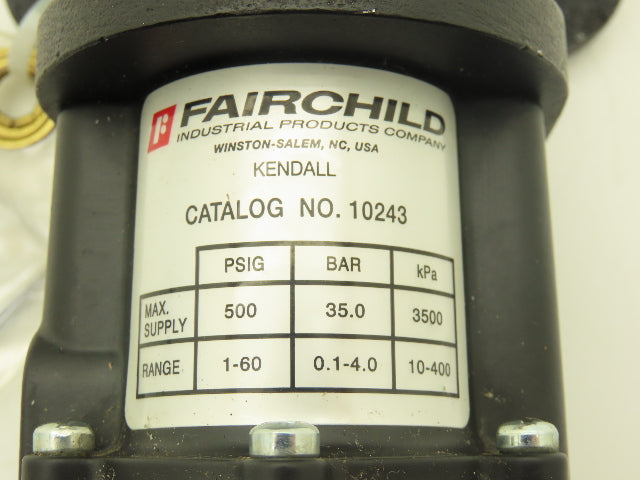 FAIRCHILD
INDUSTRIAL PRODUCTS COMPANY
WINSTON-SALEM, NC, USA
KENDALL
CATALOG NO. 10243
PSIG BAR kPa
MAX. SUPPLY 500 35.0 3500
RANGE 1-60 0.1-4.0 10-400